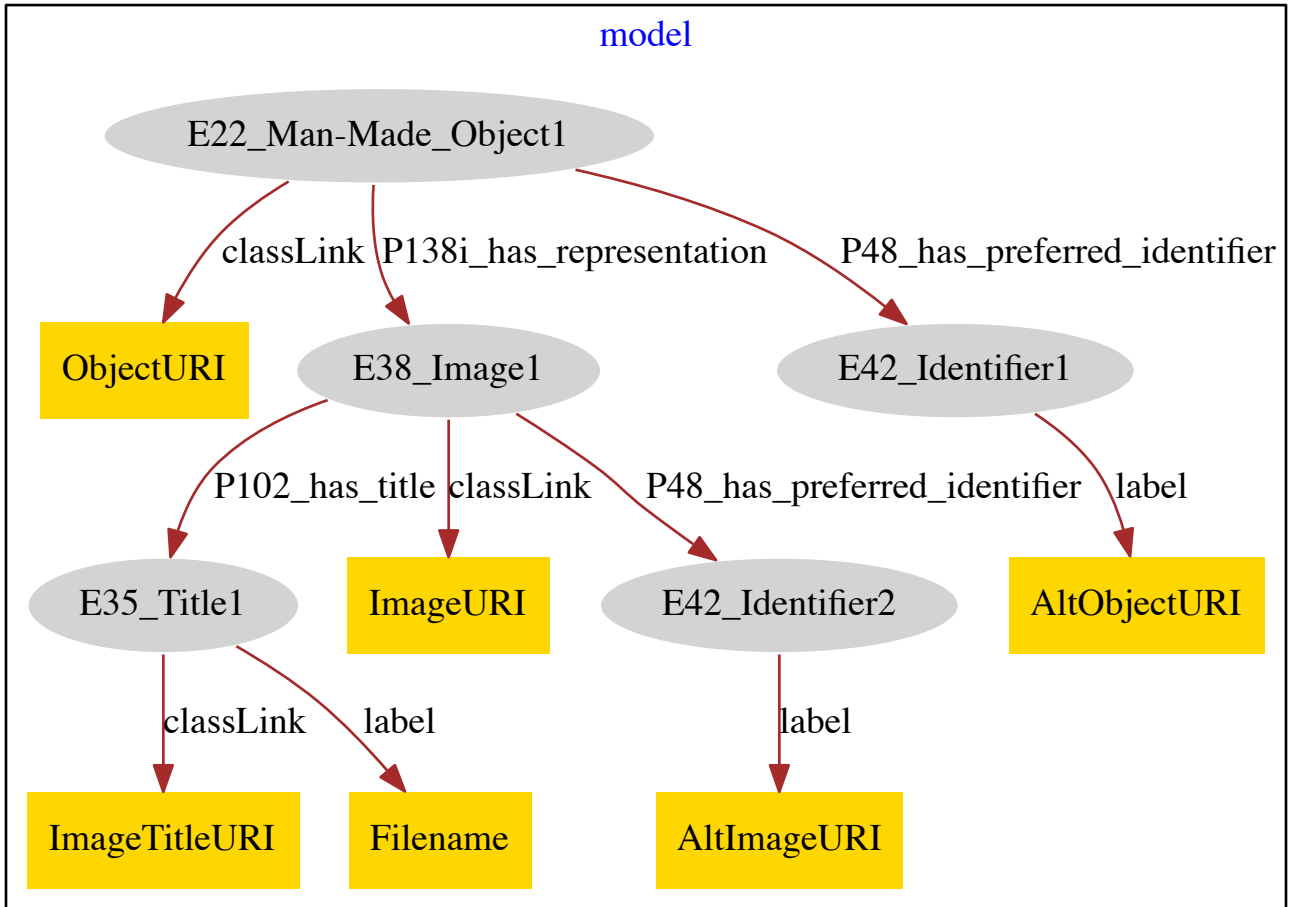 model
E22_Man-Made_Object1
classLink
P138i_has_representation
P48_has_preferred_identifier
ObjectURI
E38_Image1
E42_Identifier1
P102_has_title
classLink
P48_has_preferred_identifier
label
E35_Title1
ImageURI
E42_Identifier2
AltObjectURI
classLink
label
label
ImageTitleURI
Filename
AltImageURI